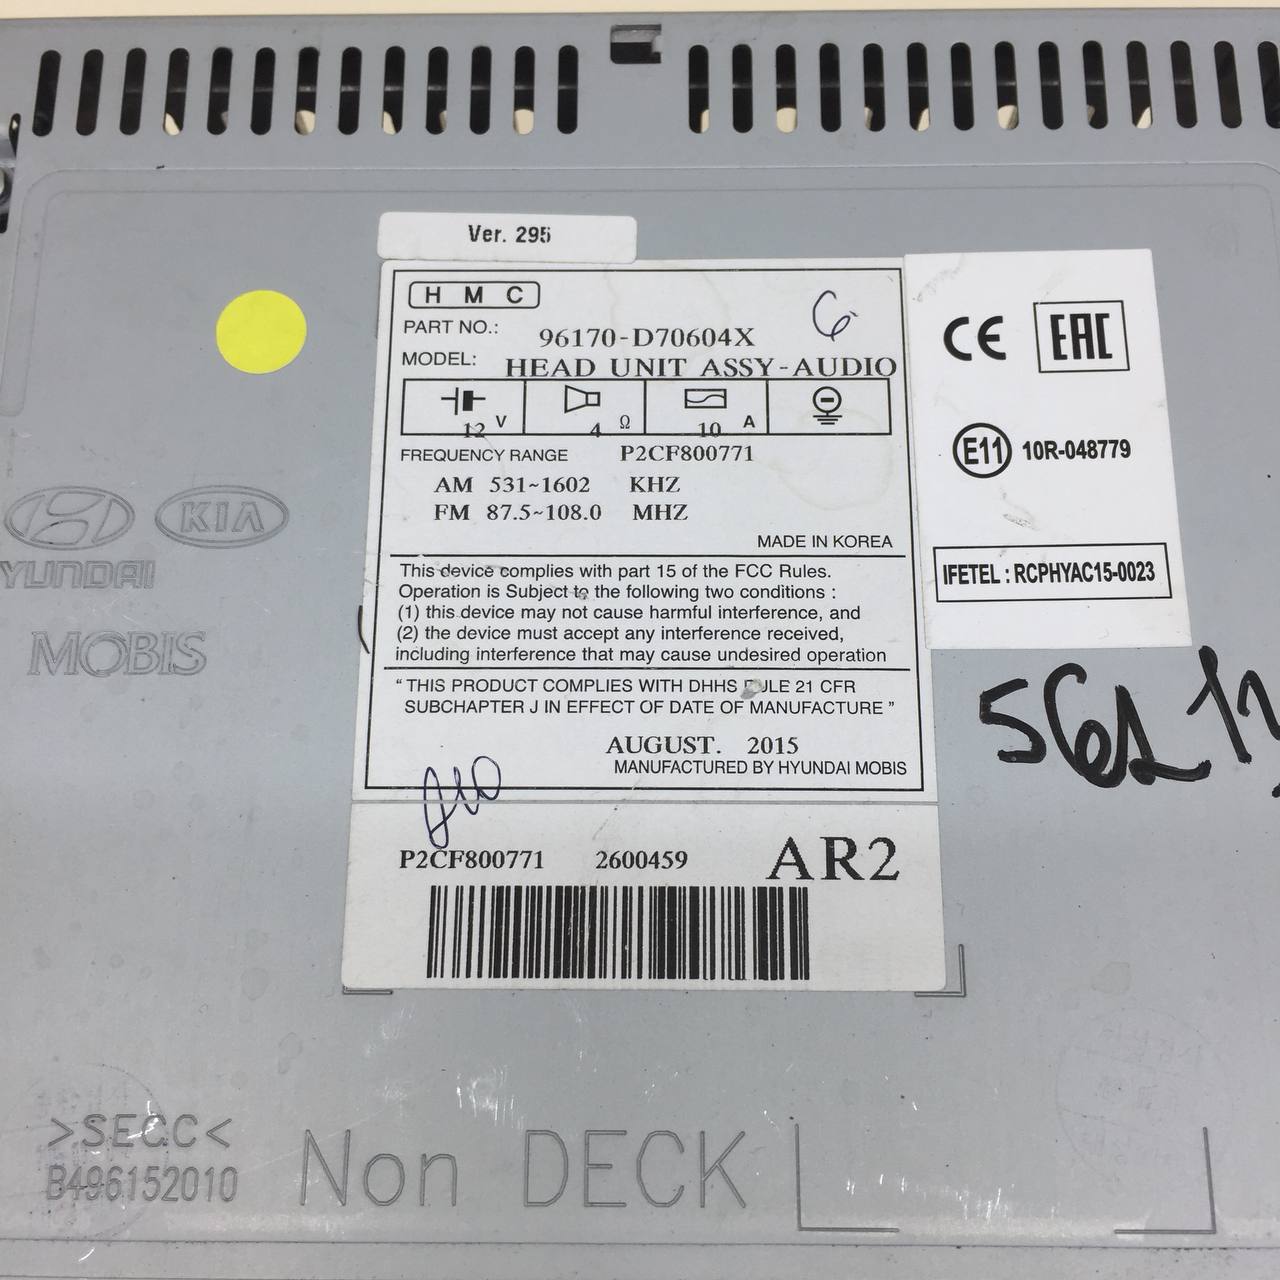 Ver. 295
H M C
PART NO.: 96170-D70604X
MODEL: HEAD UNIT ASSY-AUDIO
12 V 4 Ω 10 A
FREQUENCY RANGE P2CF800771
AM 531~1602 KHZ
FM 87.5~108.0 MHZ
MADE IN KOREA
This device complies with part 15 of the FCC Rules.
Operation is Subject to the following two conditions :
(1) this device may not cause harmful interference, and
(2) the device must accept any interference received,
including interference that may cause undesired operation
“ THIS PRODUCT COMPLIES WITH DHHS RULE 21 CFR
SUBCHAPTER J IN EFFECT OF DATE OF MANUFACTURE ”
AUGUST. 2015
MANUFACTURED BY HYUNDAI MOBIS
P2CF800771 2600459 AR2
CE EAC
E11 10R-048779
IFETEL : RCPHYAC15-0023
KIA
YUNDAI
MOBIS
>SECC<
B496152010
Non DECK